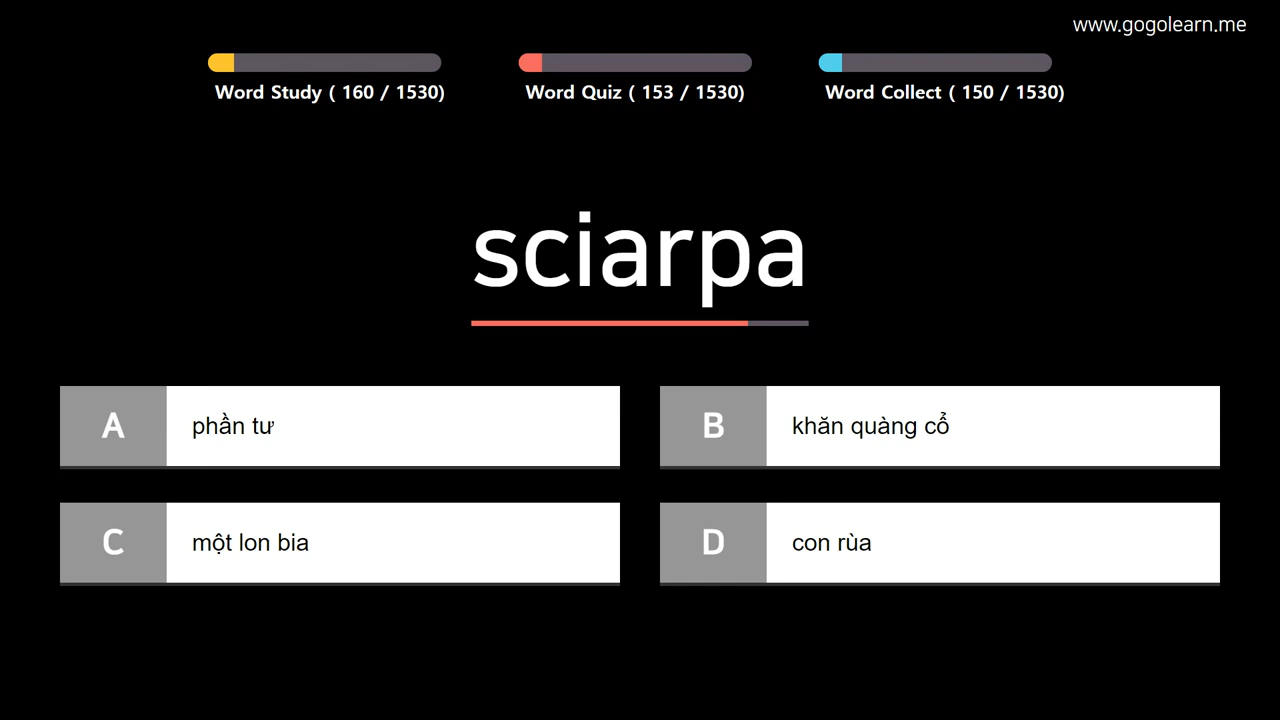 www.gogolearn.me
Word Study ( 160 / 1530)
Word Quiz ( 153 / 1530)
Word Collect ( 150 / 1530)
sciarpa
A phần tư
B khăn quàng cổ
C một lon bia
D con rùa